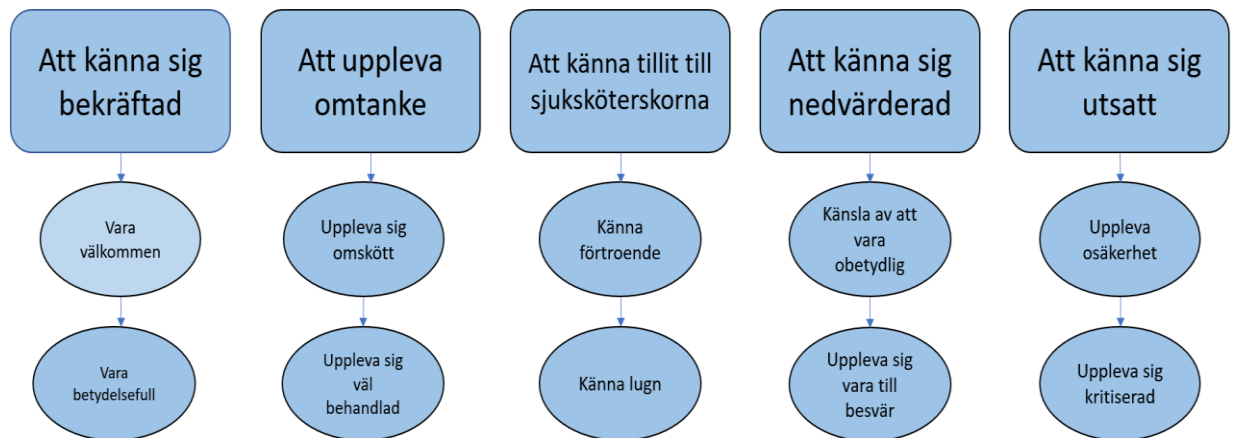 Att känna sig
bekräftad
Att uppleva
omtanke
Att känna tillit till
sjuksköterskorna
Att känna sig
nedvärderad
Att känna sig
utsatt
Vara
välkommen
Uppleva sig
omskött
Känna
förtroende
Känsla av att
vara
obetydlig
Uppleva
osäkerhet
Vara
betydelsefull
Uppleva sig
väl
behandlad
Känna lugn
Uppleva sig
vara till
besvär
Uppleva sig
kritiserad